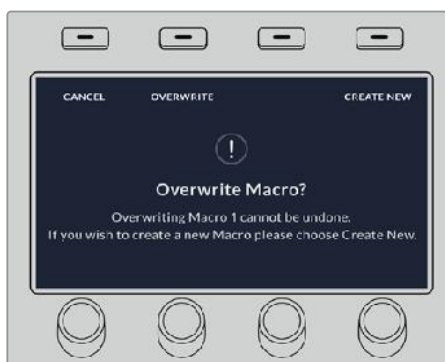 CANCEL OVERWRITE CREATE NEW
!
Overwrite Macro?
Overwriting Macro 1 cannot be undone.
If you wish to create a new Macro please choose Create New.